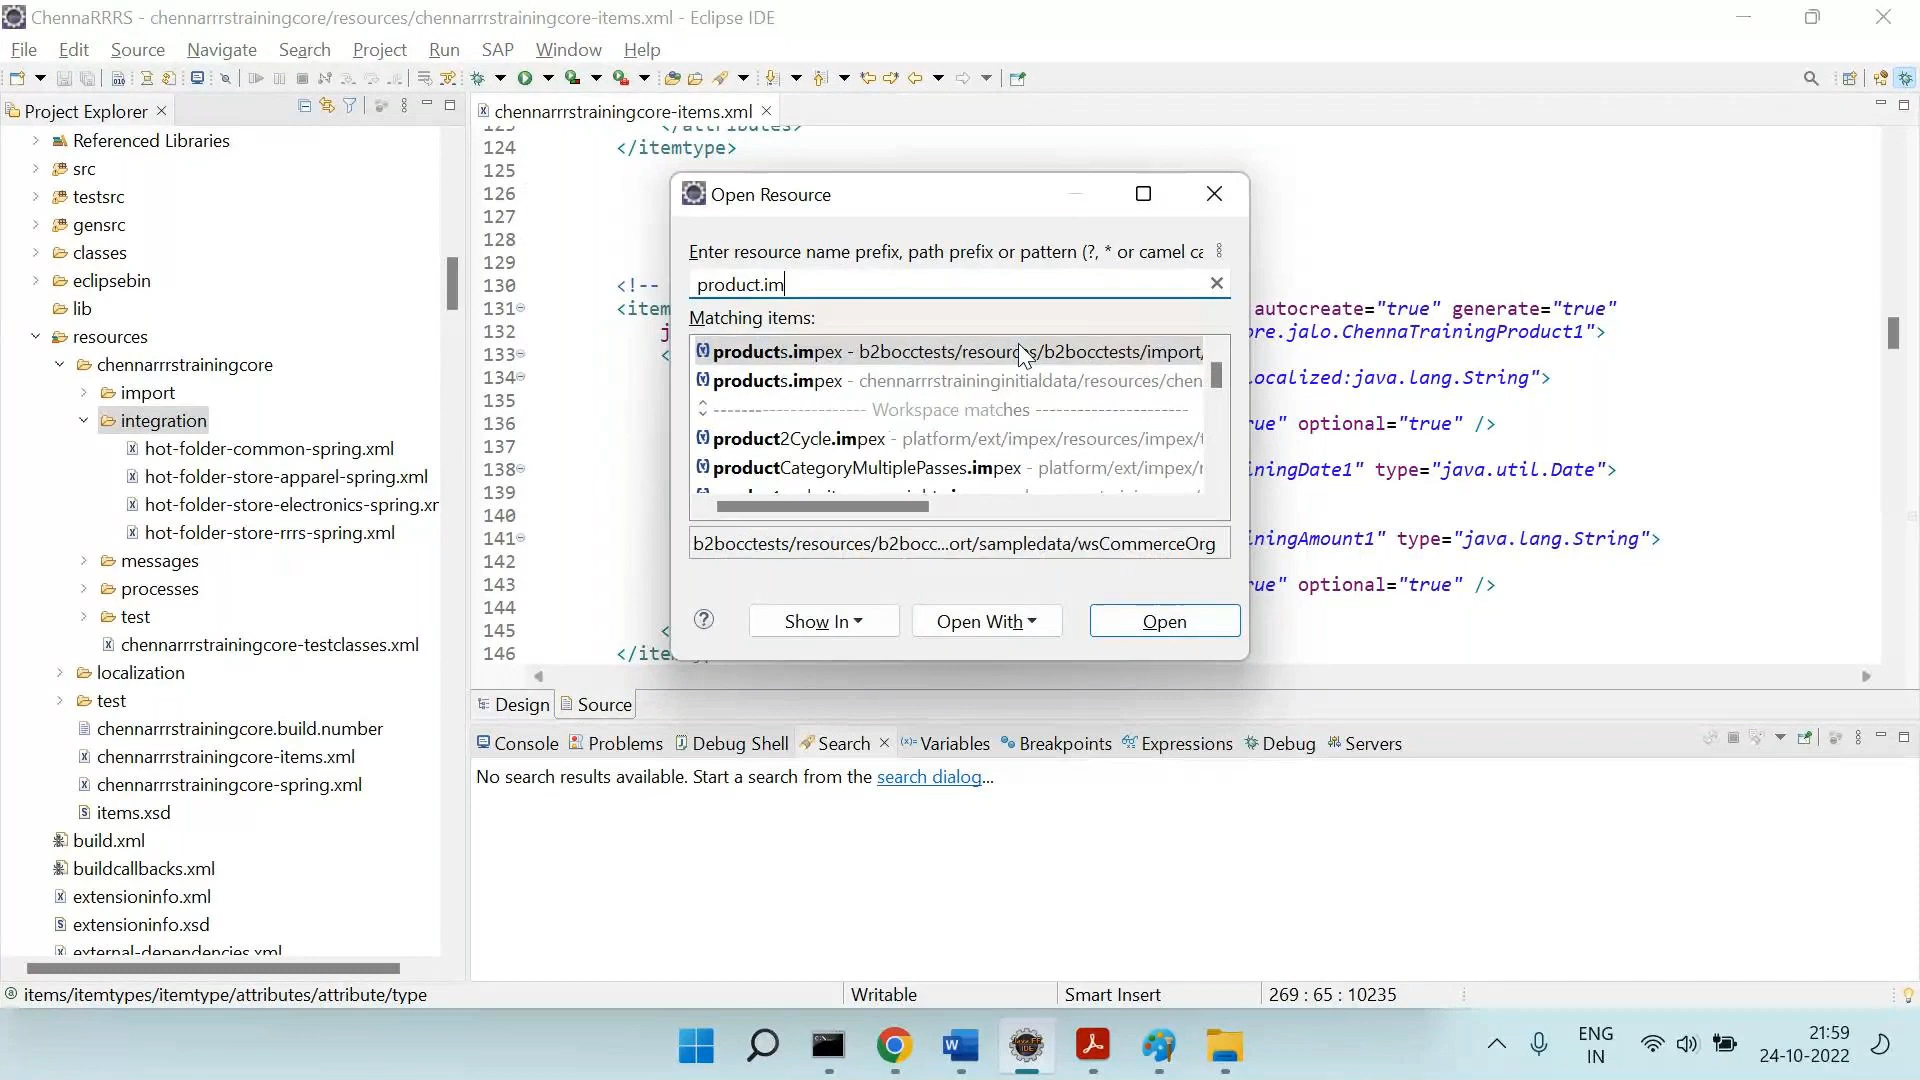 ChennaRRRS - chennarrrstrainingcore/resources/chennarrrstrainingcore-items.xml - Eclipse IDE
File Edit Source Navigate Search Project Run SAP Window Help
Project Explorer
Referenced Libraries
src
testsrc
gensrc
classes
eclipsebin
lib
resources
chennarrrstrainingcore
import
integration
hot-folder-common-spring.xml
hot-folder-store-apparel-spring.xml
hot-folder-store-electronics-spring.xr
hot-folder-store-rrrs-spring.xml
messages
processes
test
chennarrrstrainingcore-testclasses.xml
localization
test
chennarrrstrainingcore.build.number
chennarrrstrainingcore-items.xml
chennarrrstrainingcore-spring.xml
items.xsd
build.xml
buildcallbacks.xml
extensioninfo.xml
extensioninfo.xsd
external-dependencies.xml
chennarrrstrainingcore-items.xml
123 </attributes>
124 </itemtype>
125
126
127
128
129
130 <!--
131 <item autocreate="true" generate="true"
132 j re.jalo.ChennaTrainingProduct1">
133 <
134 ocalized:java.lang.String">
135
136 ue" optional="true" />
137
138 ningDate1" type="java.util.Date">
139
140
141 ningAmount1" type="java.lang.String">
142
143 ue" optional="true" />
144
145 <
146 </ite
Open Resource
Enter resource name prefix, path prefix or pattern (?, * or camel ca
product.im
Matching items:
products.impex - b2bocctests/resources/b2bocctests/import,
products.impex - chennarrrstraininginitialdata/resources/chen
Workspace matches
product2Cycle.impex - platform/ext/impex/resources/impex/t
productCategoryMultiplePasses.impex - platform/ext/impex/r
b2bocctests/resources/b2bocc...ort/sampledata/wsCommerceOrg
Show In Open With Open
Design Source
Console Problems Debug Shell Search Variables Breakpoints Expressions Debug Servers
No search results available. Start a search from the search dialog...
items/itemtypes/itemtype/attributes/attribute/type Writable Smart Insert 269 : 65 : 10235
ENG
IN
21:59
24-10-2022